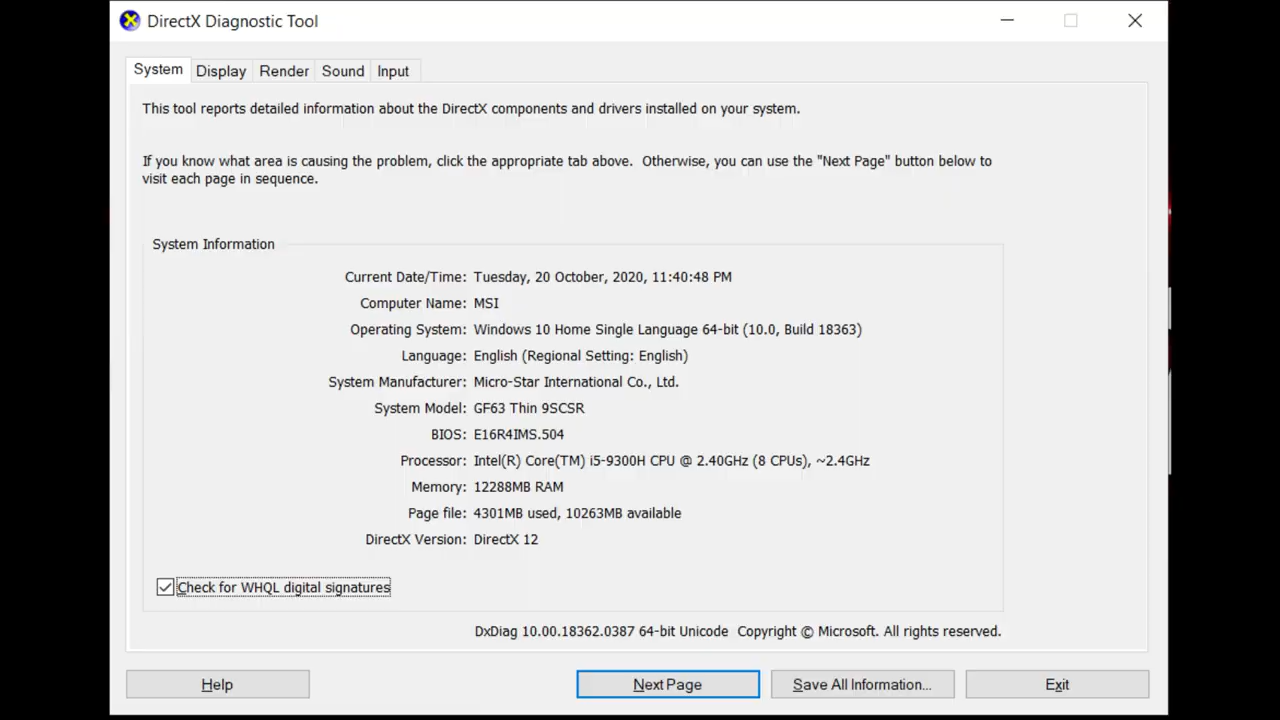 DirectX Diagnostic Tool
System Display Render Sound Input
This tool reports detailed information about the DirectX components and drivers installed on your system.
If you know what area is causing the problem, click the appropriate tab above.  Otherwise, you can use the "Next Page" button below to
visit each page in sequence.
System Information
Current Date/Time: Tuesday, 20 October, 2020, 11:40:48 PM
Computer Name: MSI
Operating System: Windows 10 Home Single Language 64-bit (10.0, Build 18363)
Language: English (Regional Setting: English)
System Manufacturer: Micro-Star International Co., Ltd.
System Model: GF63 Thin 9SCSR
BIOS: E16R4IMS.504
Processor: Intel(R) Core(TM) i5-9300H CPU @ 2.40GHz (8 CPUs), ~2.4GHz
Memory: 12288MB RAM
Page file: 4301MB used, 10263MB available
DirectX Version: DirectX 12
Check for WHQL digital signatures
DxDiag 10.00.18362.0387 64-bit Unicode  Copyright © Microsoft. All rights reserved.
Help Next Page Save All Information... Exit